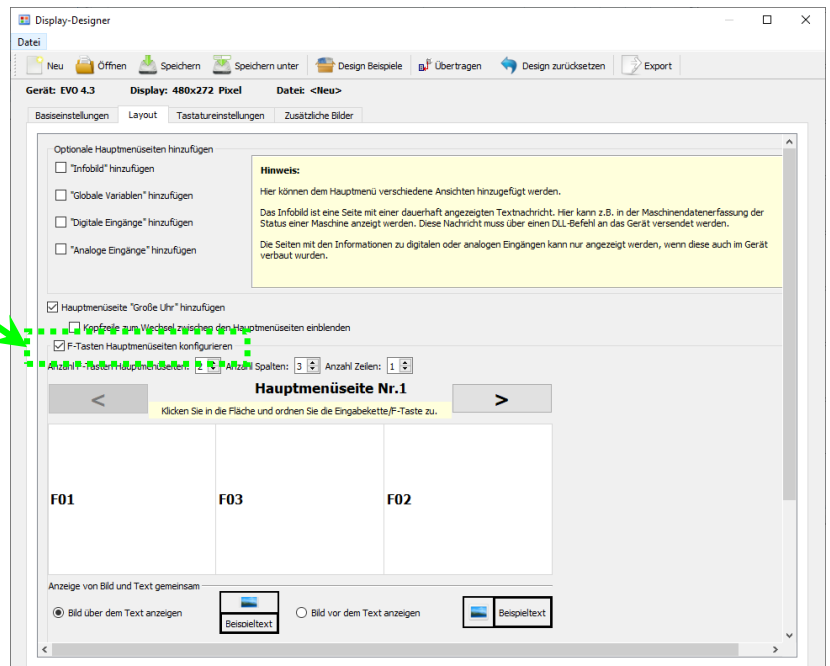 Display-Designer
Datei
Neu Öffnen Speichern Speichern unter Design Beispiele Übertragen Design zurücksetzen Export
Gerät: EVO 4.3 Display: 480x272 Pixel Datei: <Neu>
Basiseinstellungen Layout Tastatureinstellungen Zusätzliche Bilder
Optionale Hauptmenüseiten hinzufügen
"Infobild" hinzufügen
"Globale Variablen" hinzufügen
"Digitale Eingänge" hinzufügen
"Analoge Eingänge" hinzufügen
Hinweis:
Hier können dem Hauptmenü verschiedene Ansichten hinzugefügt werden.
Das Infobild ist eine Seite mit einer dauerhaft angezeigten Textnachricht. Hier kann z.B. in der Maschinendatenerfassung der
Status einer Maschine anzeigt werden. Diese Nachricht muss über einen DLL-Befehl an das Gerät versendet werden.
Die Seiten mit den Informationen zu digitalen oder analogen Eingängen kann nur angezeigt werden, wenn diese auch im Gerät
verbaut wurden.
Hauptmenüseite "Große Uhr" hinzufügen
Kopfzeile zum Wechsel zwischen den Hauptmenüseiten einblenden
F-Tasten Hauptmenüseiten konfigurieren
Anzahl F-Tasten Hauptmenüseiten: 2 Anzahl Spalten: 3 Anzahl Zeilen: 1
< Hauptmenüseite Nr.1 >
Klicken Sie in die Fläche und ordnen Sie die Eingabekette/F-Taste zu.
F01 F03 F02
Anzeige von Bild und Text gemeinsam
Bild über dem Text anzeigen Beispieltext Bild vor dem Text anzeigen Beispieltext